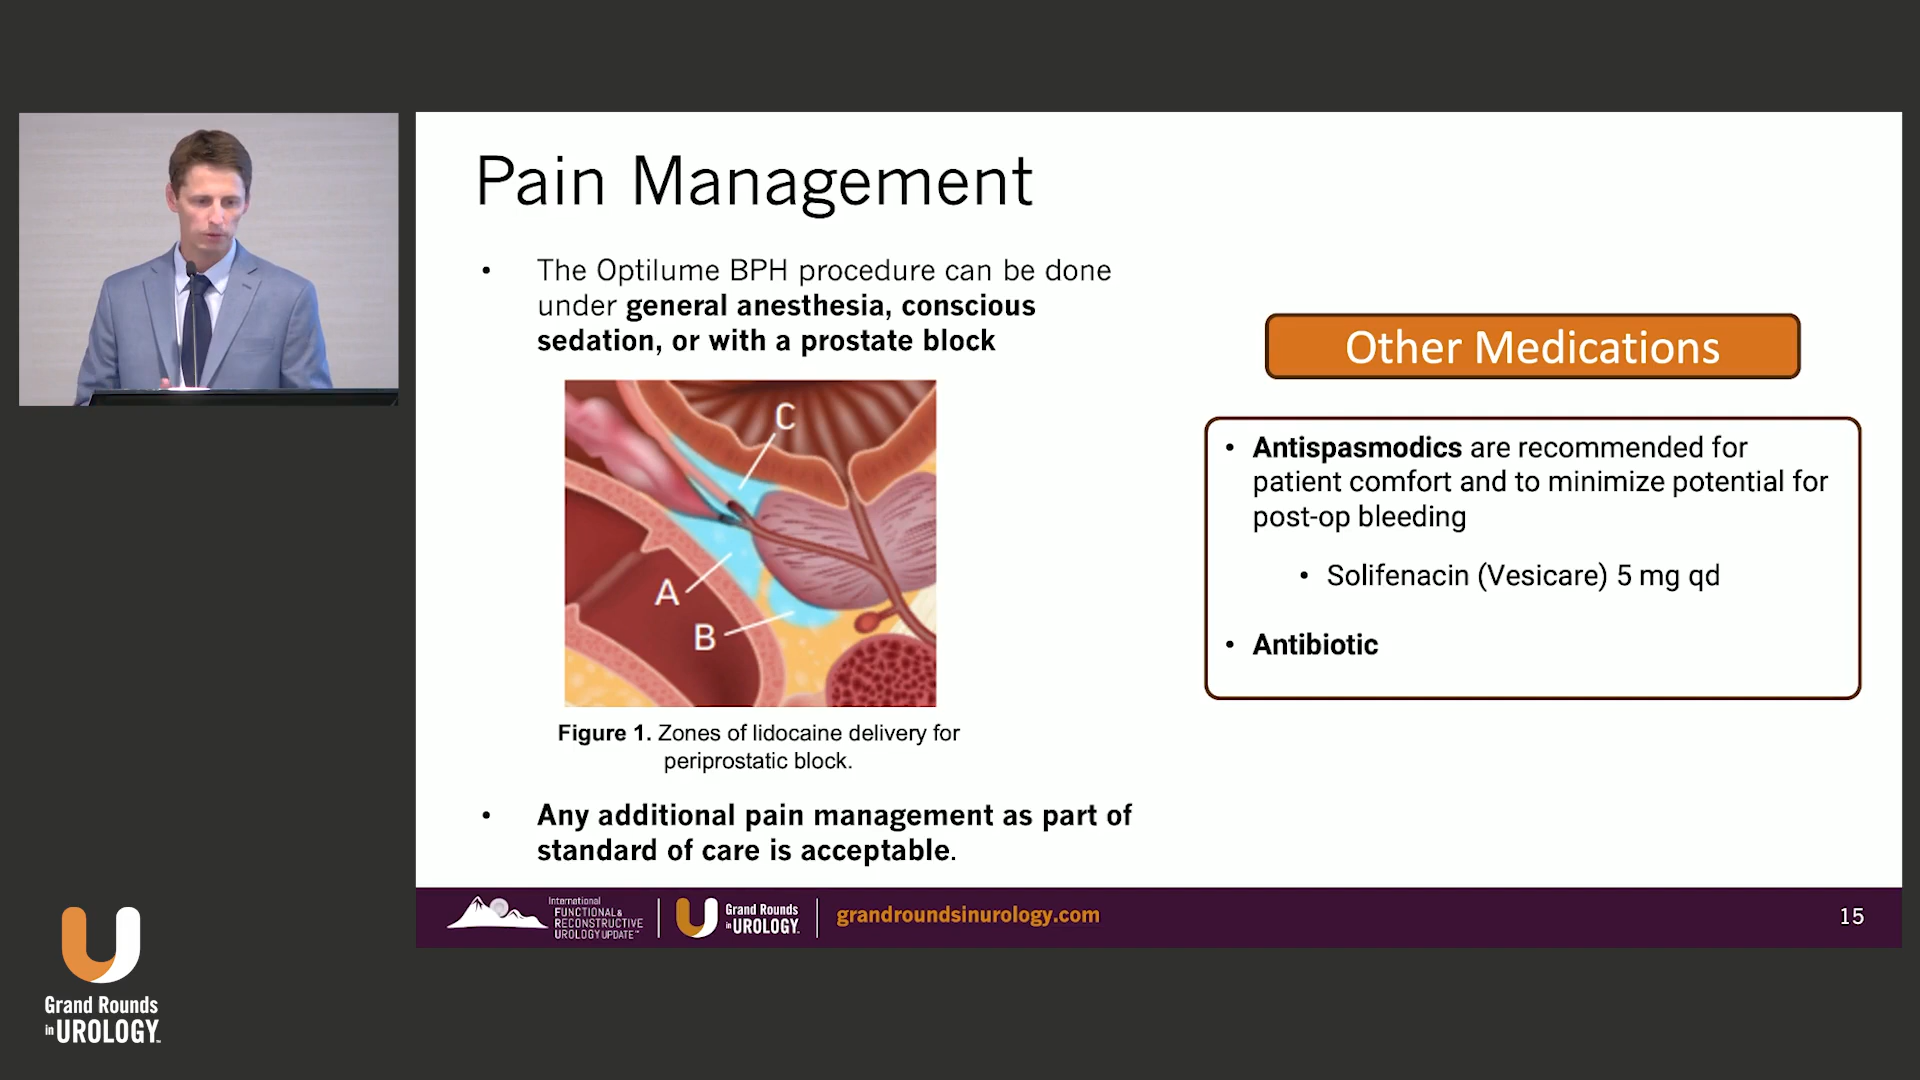 Pain Management
• The Optilume BPH procedure can be done
under general anesthesia, conscious
sedation, or with a prostate block
C
A
B
Figure 1. Zones of lidocaine delivery for
periprostatic block.
• Any additional pain management as part of
standard of care is acceptable.
Other Medications
• Antispasmodics are recommended for
patient comfort and to minimize potential for
post-op bleeding
• Solifenacin (Vesicare) 5 mg qd
• Antibiotic
International
FUNCTIONAL &
RECONSTRUCTIVE
UROLOGY UPDATE™
Grand Rounds
in UROLOGY.
grandroundsinurology.com
15
Grand Rounds
in UROLOGY™